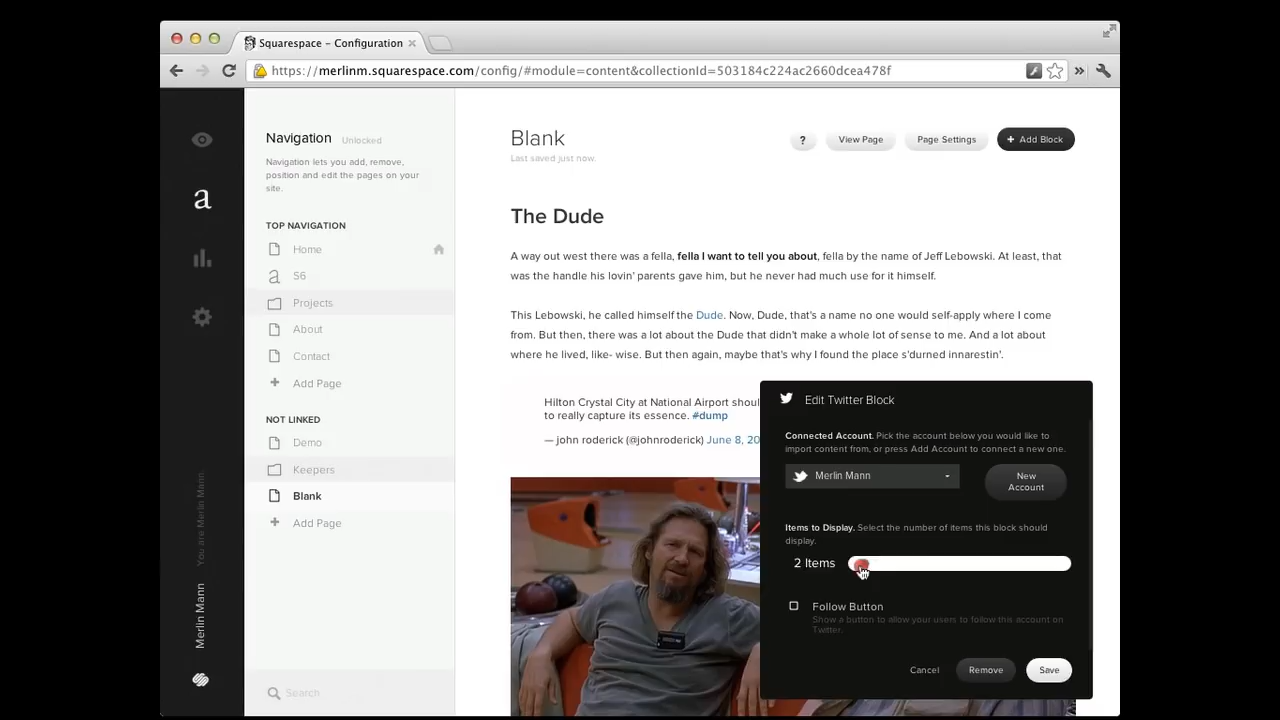 Squarespace - Configuration
https://merlinm.squarespace.com/config/#module=content&collectionId=503184c224ac2660dcea478f
a
You are Merlin Mann.
Merlin Mann
Navigation Unlocked
Navigation lets you add, remove,
position and edit the pages on your
site.
TOP NAVIGATION
Home
S6
Projects
About
Contact
Add Page
NOT LINKED
Demo
Keepers
Blank
Add Page
Search
Blank
Last saved just now.
?
View Page
Page Settings
+ Add Block
The Dude
A way out west there was a fella, fella I want to tell you about, fella by the name of Jeff Lebowski. At least, that
was the handle his lovin' parents gave him, but he never had much use for it himself.
This Lebowski, he called himself the Dude. Now, Dude, that's a name no one would self-apply where I come
from. But then, there was a lot about the Dude that didn't make a whole lot of sense to me. And a lot about
where he lived, like- wise. But then again, maybe that's why I found the place s'durned innarestin'.
Hilton Crystal City at National Airport shoul
to really capture its essence. #dump
— john roderick (@johnroderick) June 8, 20
Edit Twitter Block
Connected Account. Pick the account below you would like to
import content from, or press Add Account to connect a new one.
Merlin Mann
New
Account
Items to Display. Select the number of items this block should
display.
2 Items
Follow Button
Show a button to allow your users to follow this account on
Twitter.
Cancel
Remove
Save